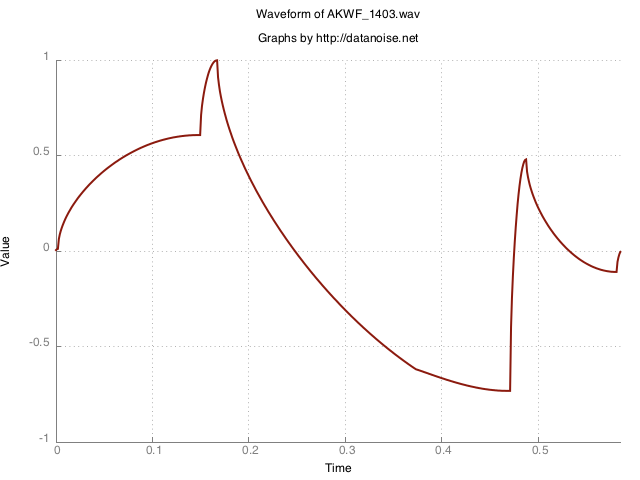 Waveform of AKWF_1403.wav
Graphs by http://datanoise.net
1
0.5
0
-0.5
-1
Value
0 0.1 0.2 0.3 0.4 0.5
Time